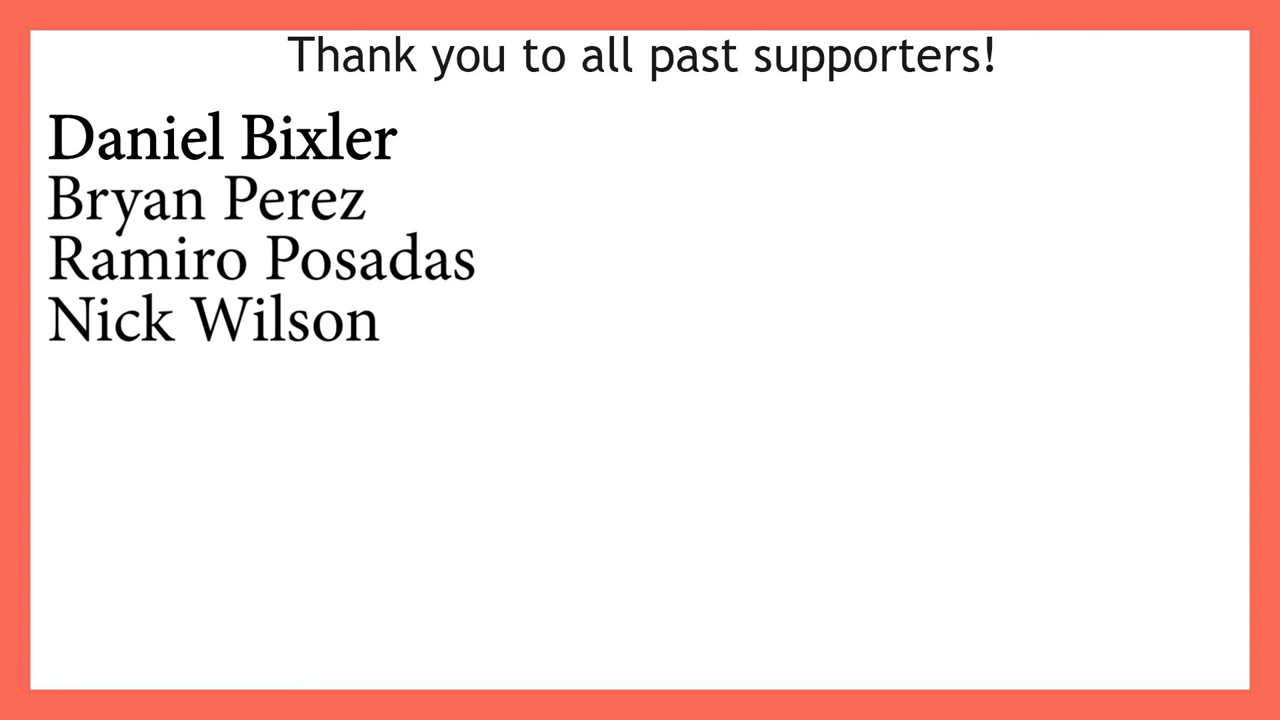 Thank you to all past supporters!
Daniel Bixler
Bryan Perez
Ramiro Posadas
Nick Wilson